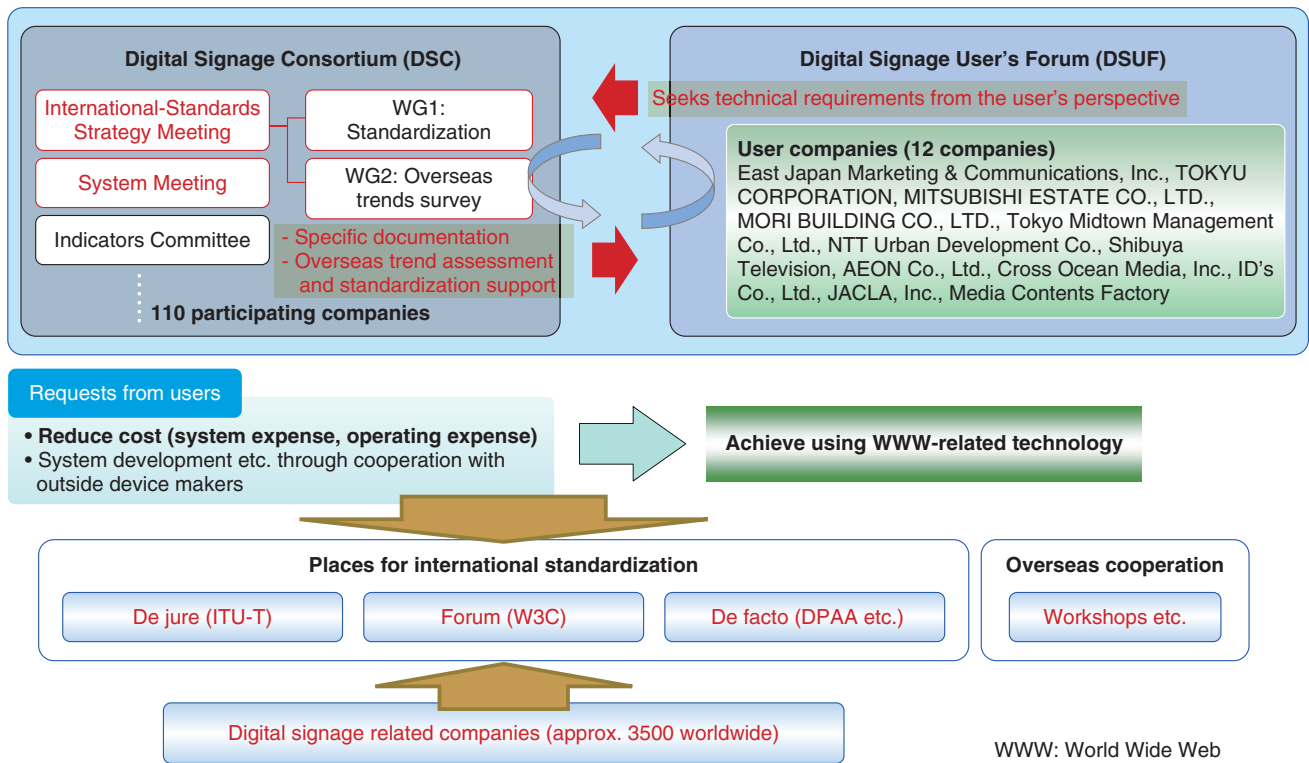 Digital Signage Consortium (DSC)
International-Standards
Strategy Meeting
System Meeting
Indicators Committee
WG1:
Standardization
WG2: Overseas
trends survey
- Specific documentation
- Overseas trend assessment
and standardization support
110 participating companies
Digital Signage User's Forum (DSUF)
Seeks technical requirements from the user's perspective
User companies (12 companies)
East Japan Marketing & Communications, Inc., TOKYU
CORPORATION, MITSUBISHI ESTATE CO., LTD.,
MORI BUILDING CO., LTD., Tokyo Midtown Management
Co., Ltd., NTT Urban Development Co., Shibuya
Television, AEON Co., Ltd., Cross Ocean Media, Inc., ID's
Co., Ltd., JACLA, Inc., Media Contents Factory
Requests from users
• Reduce cost (system expense, operating expense)
• System development etc. through cooperation with
outside device makers
Achieve using WWW-related technology
Places for international standardization
De jure (ITU-T)
Forum (W3C)
De facto (DPAA etc.)
Overseas cooperation
Workshops etc.
Digital signage related companies (approx. 3500 worldwide)
WWW: World Wide Web